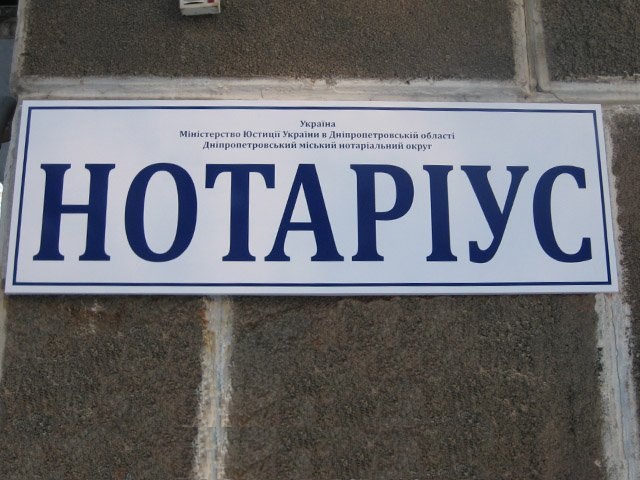 Україна
Міністерство Юстиції України в Дніпропетровській області
Дніпропетровський міський нотаріальний округ
НОТАРІУС